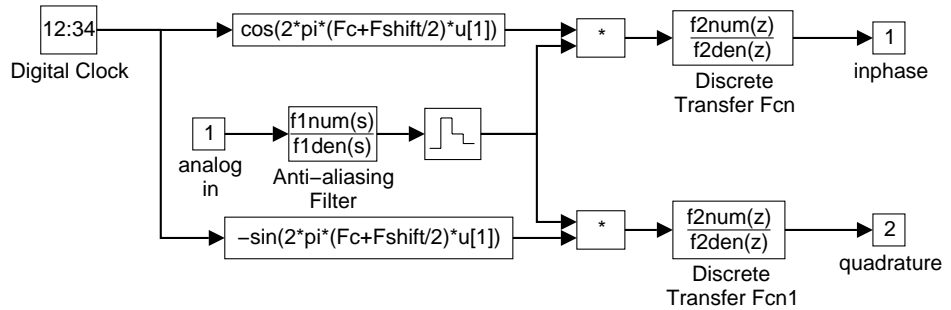 12:34
Digital Clock
cos(2*pi*(Fc+Fshift/2)*u[1])
*
f2num(z)
f2den(z)
Discrete
Transfer Fcn
1
inphase
1
analog
in
f1num(s)
f1den(s)
Anti−aliasing
Filter
−sin(2*pi*(Fc+Fshift/2)*u[1])
*
f2num(z)
f2den(z)
Discrete
Transfer Fcn1
2
quadrature